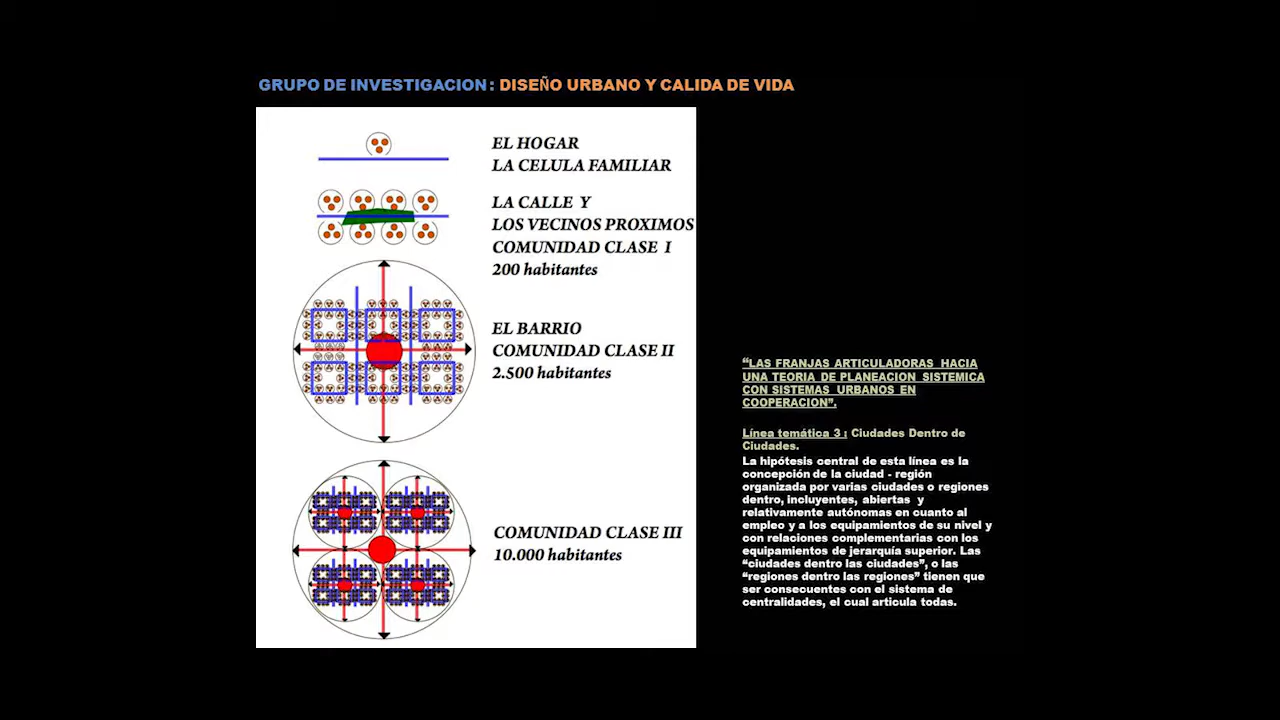 GRUPO DE INVESTIGACION : DISEÑO URBANO Y CALIDA DE VIDA
EL HOGAR
LA CELULA FAMILIAR
LA CALLE Y
LOS VECINOS PROXIMOS
COMUNIDAD CLASE I
200 habitantes
EL BARRIO
COMUNIDAD CLASE II
2.500 habitantes
COMUNIDAD CLASE III
10.000 habitantes
“LAS FRANJAS ARTICULADORAS HACIA
UNA TEORIA DE PLANEACION SISTEMICA
CON SISTEMAS URBANOS EN
COOPERACION”.
Línea temática 3 : Ciudades Dentro de
Ciudades.
La hipótesis central de esta línea es la
concepción de la ciudad - región
organizada por varias ciudades o regiones
dentro, incluyentes, abiertas y
relativamente autónomas en cuanto al
empleo y a los equipamientos de su nivel y
con relaciones complementarias con los
equipamientos de jerarquía superior. Las
“ciudades dentro las ciudades”, o las
“regiones dentro las regiones” tienen que
ser consecuentes con el sistema de
centralidades, el cual articula todas.